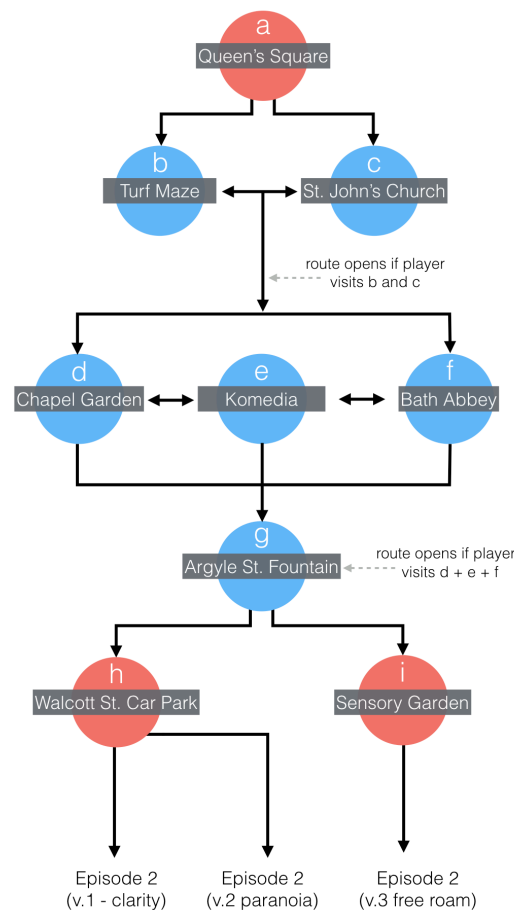 a
Queen's Square
b
Turf Maze
c
St. John's Church
route opens if player
visits b and c
d
Chapel Garden
e
Komedia
f
Bath Abbey
g
Argyle St. Fountain
route opens if player
visits d + e + f
h
Walcott St. Car Park
i
Sensory Garden
Episode 2
(v.1 - clarity)
Episode 2
(v.2 paranoia)
Episode 2
(v.3 free roam)